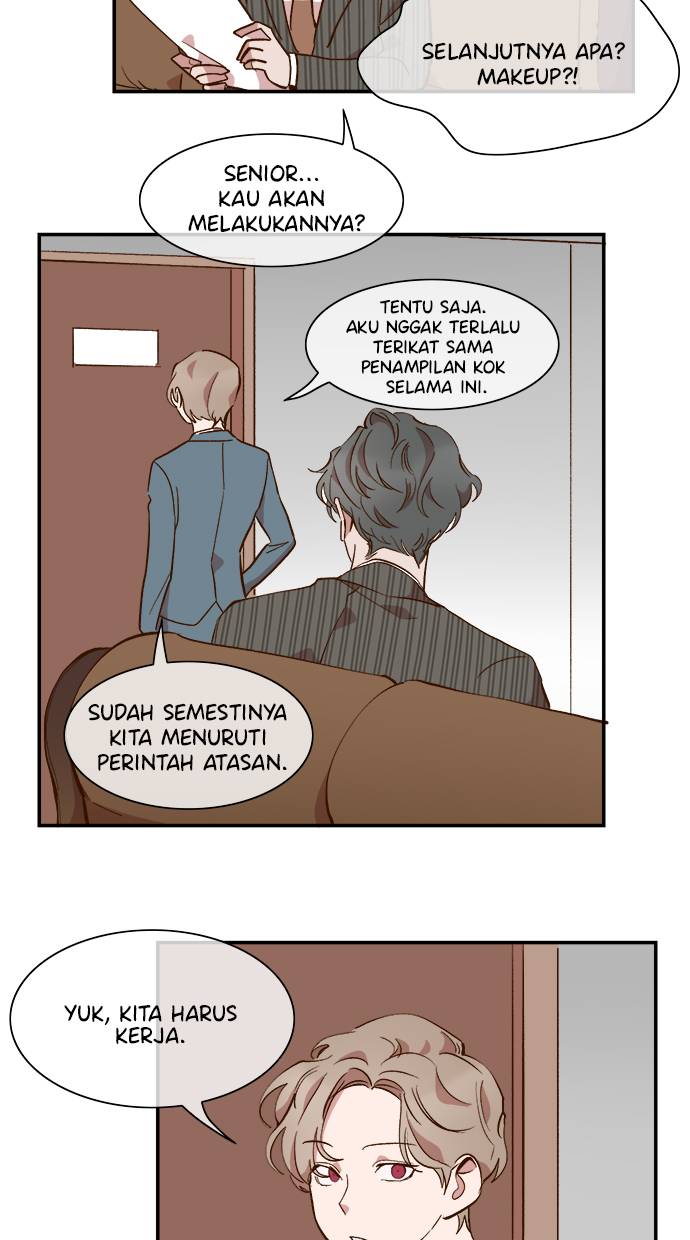 SELANJUTNYA APA?
MAKEUP?!
SENIOR...
KAU AKAN
MELAKUKANNYA?
TENTU SAJA.
AKU NGGAK TERLALU
TERIKAT SAMA
PENAMPILAN KOK
SELAMA INI.
SUDAH SEMESTINYA
KITA MENURUTI
PERINTAH ATASAN.
YUK, KITA HARUS
KERJA.